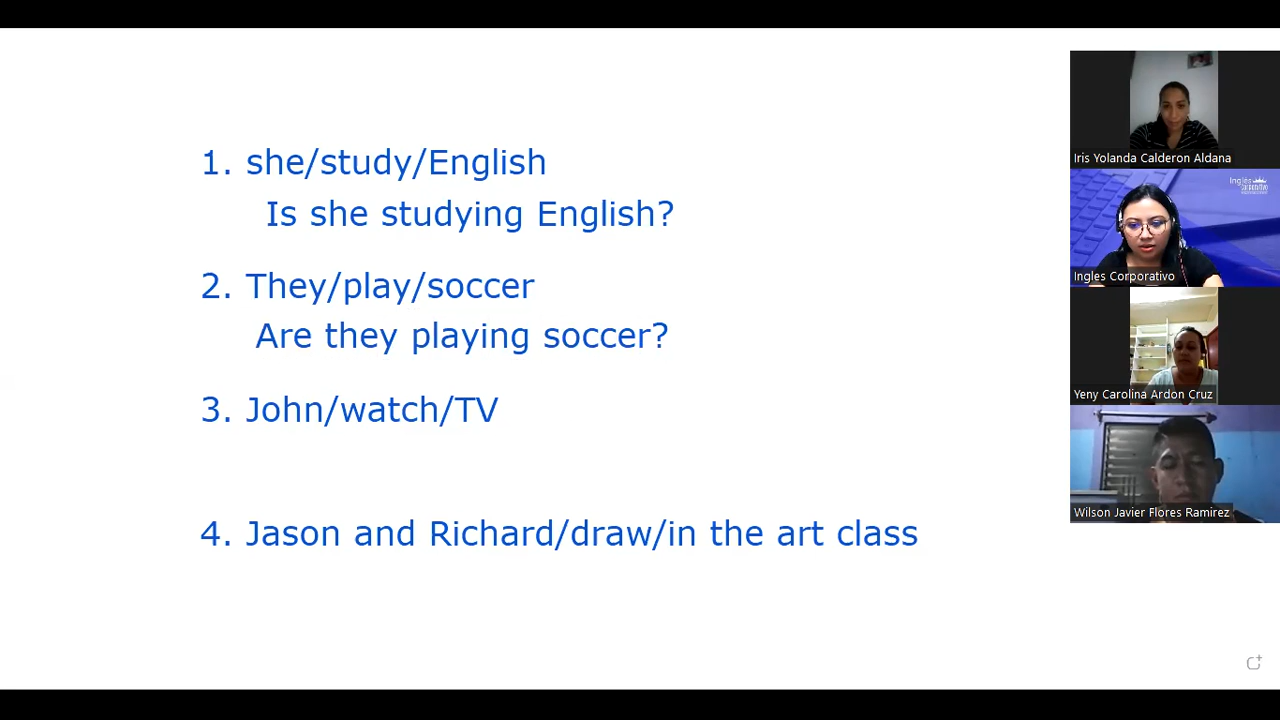 1. she/study/English
Is she studying English?
2. They/play/soccer
Are they playing soccer?
3. John/watch/TV
4. Jason and Richard/draw/in the art class
Iris Yolanda Calderon Aldana
Inglés
Ingles Corporativo
Yeny Carolina Ardon Cruz
Wilson Javier Flores Ramirez